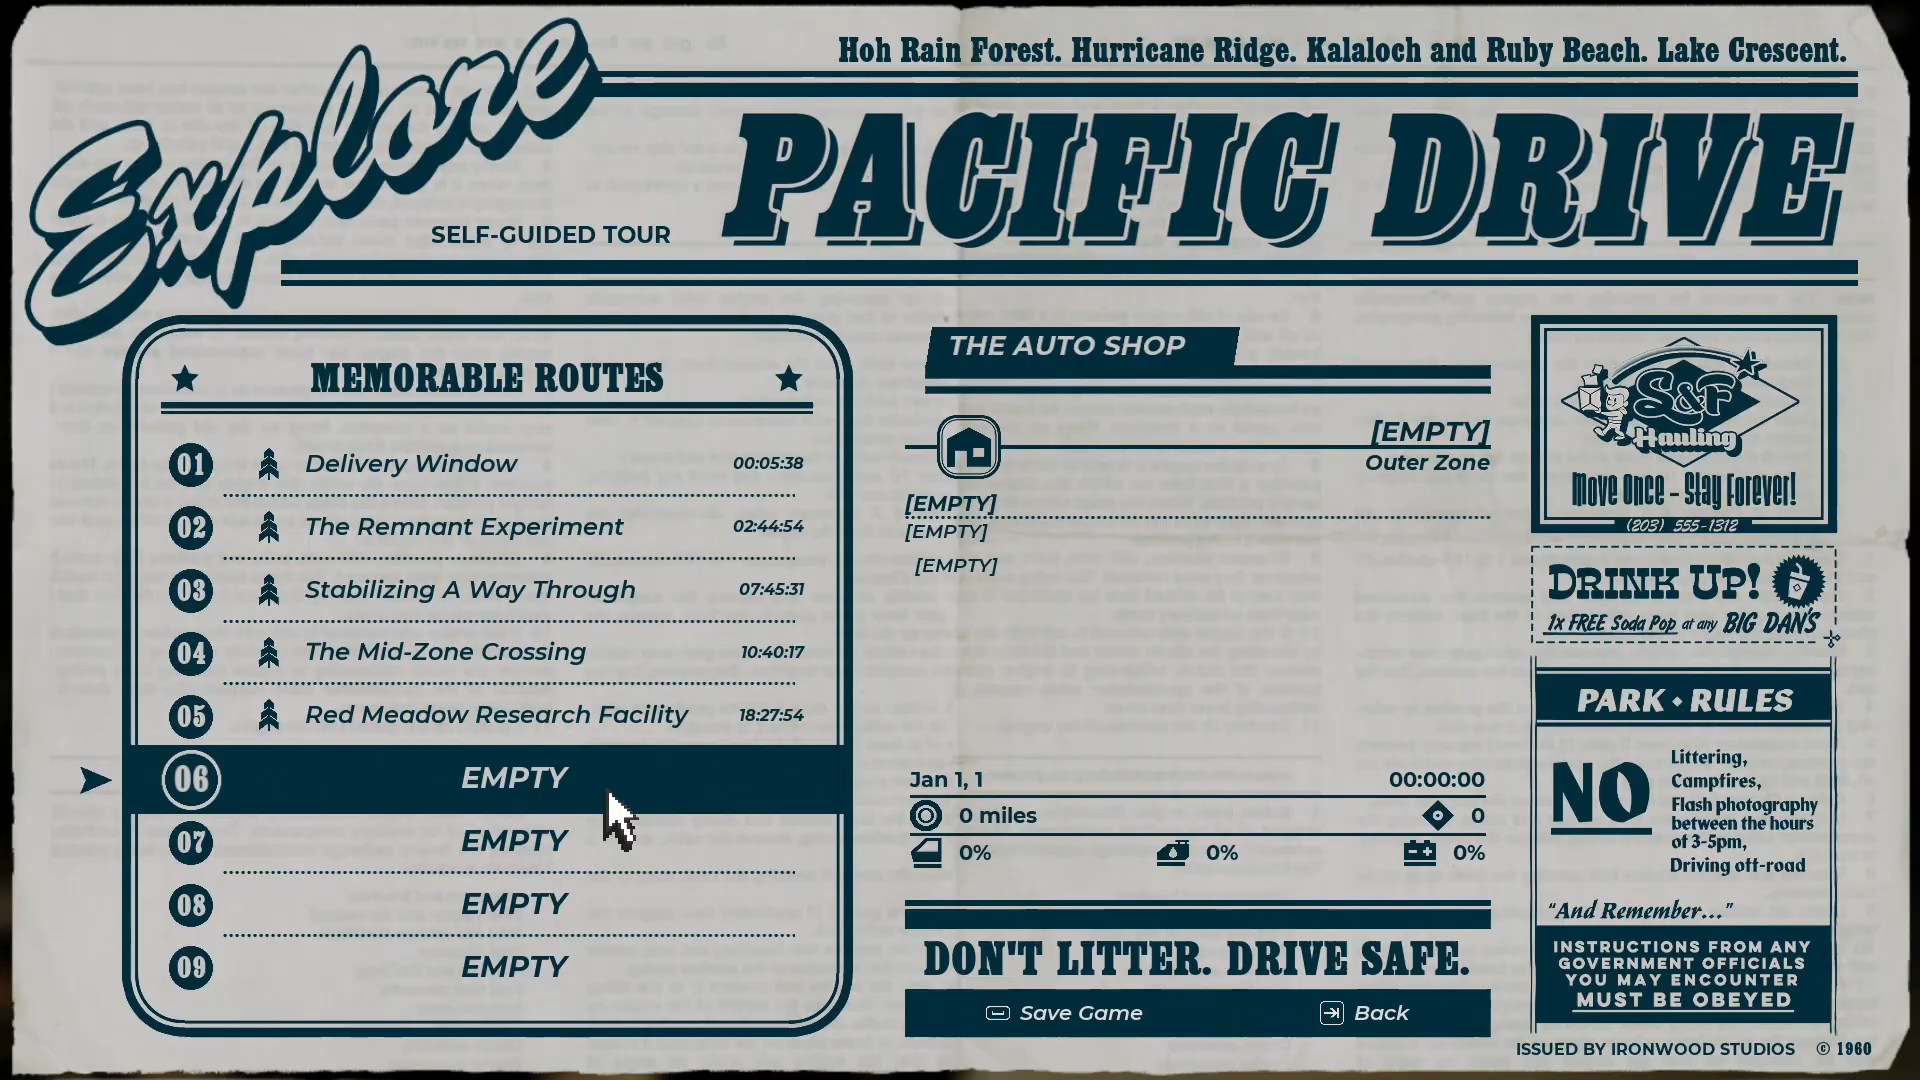 Explore
Hoh Rain Forest. Hurricane Ridge. Kalaloch and Ruby Beach. Lake Crescent.
PACIFIC DRIVE
SELF-GUIDED TOUR
MEMORABLE ROUTES
01 Delivery Window 00:05:38
02 The Remnant Experiment 02:44:54
03 Stabilizing A Way Through 07:45:31
04 The Mid-Zone Crossing 10:40:17
05 Red Meadow Research Facility 18:27:54
06 EMPTY
07 EMPTY
08 EMPTY
09 EMPTY
THE AUTO SHOP
[EMPTY]
Outer Zone
[EMPTY]
[EMPTY]
[EMPTY]
Jan 1, 1 00:00:00
0 miles 0
0% 0% 0%
DON'T LITTER. DRIVE SAFE.
Save Game Back
S&F
Hauling
Move Once - Stay Forever!
(203) 555-1312
DRINK UP!
1x FREE Soda Pop at any BIG DAN'S
PARK • RULES
NO
Littering,
Campfires,
Flash photography
between the hours
of 3-5pm,
Driving off-road
"And Remember..."
INSTRUCTIONS FROM ANY
GOVERNMENT OFFICIALS
YOU MAY ENCOUNTER
MUST BE OBEYED
ISSUED BY IRONWOOD STUDIOS © 1960